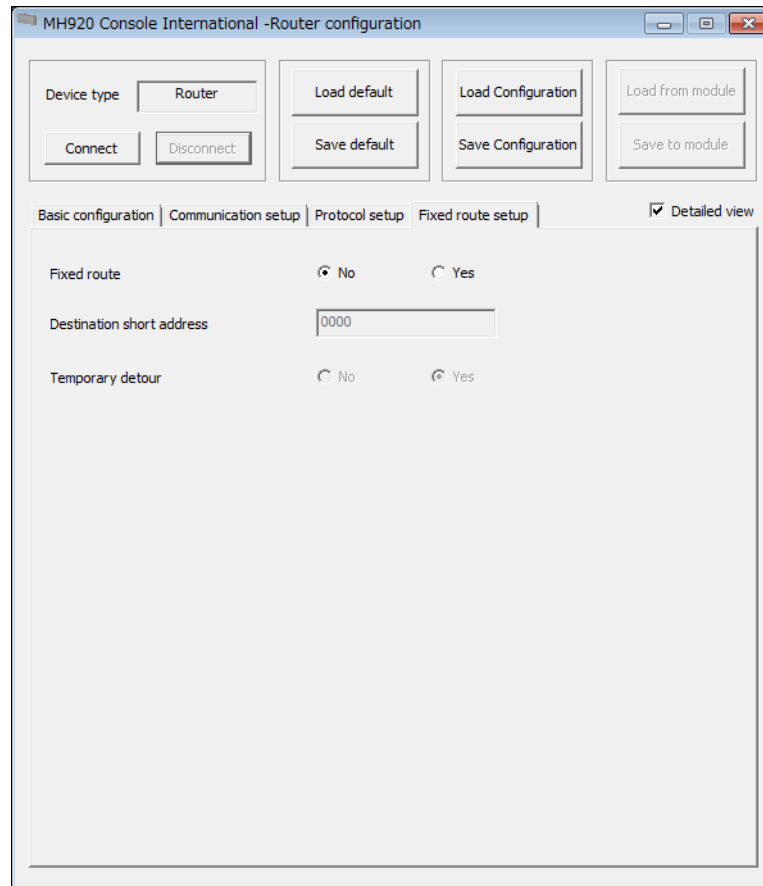 MH920 Console International -Router configuration
Device type Router Load default Load Configuration Load from module
Connect Disconnect Save default Save Configuration Save to module
Basic configuration Communication setup Protocol setup Fixed route setup Detailed view
Fixed route No Yes
Destination short address 0000
Temporary detour No Yes